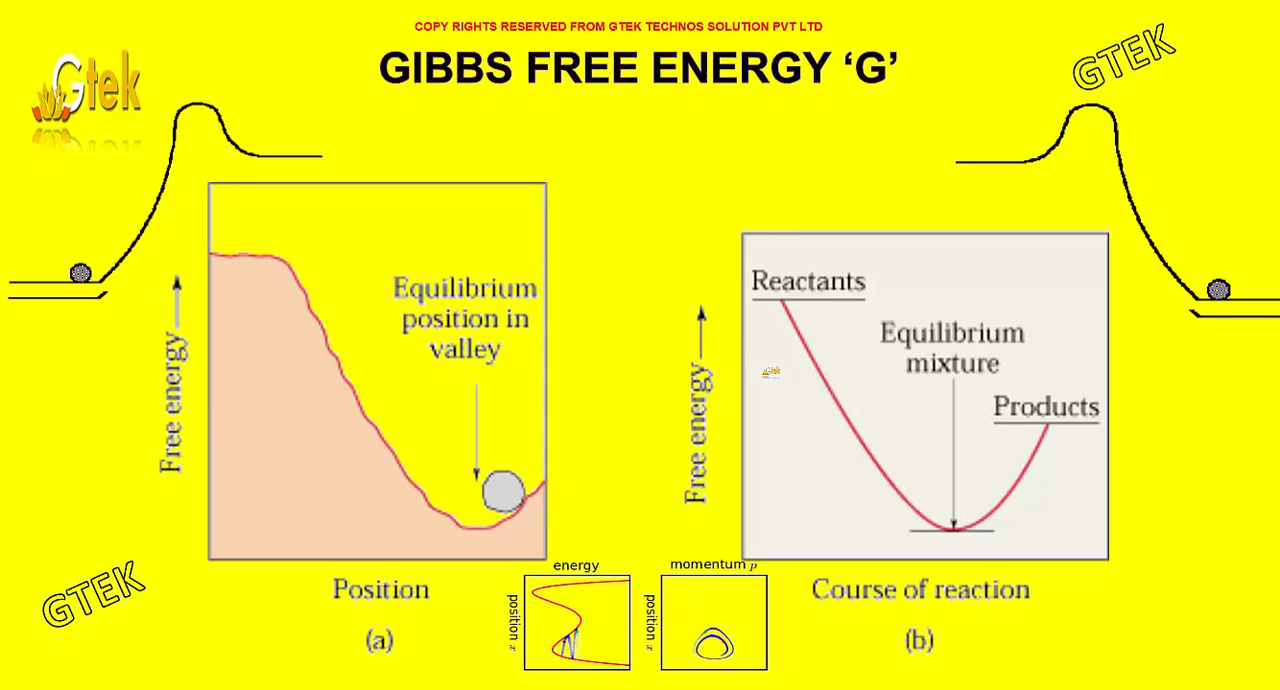 COPY RIGHTS RESERVED FROM GTEK TECHNOS SOLUTION PVT LTD
GIBBS FREE ENERGY ‘G’
Gtek
GTEK
Free energy
Equilibrium
position in
valley
Position
(a)
Free energy
Reactants
Equilibrium
mixture
Products
Gtek
Course of reaction
(b)
GTEK
energy
position x
momentum p
position x